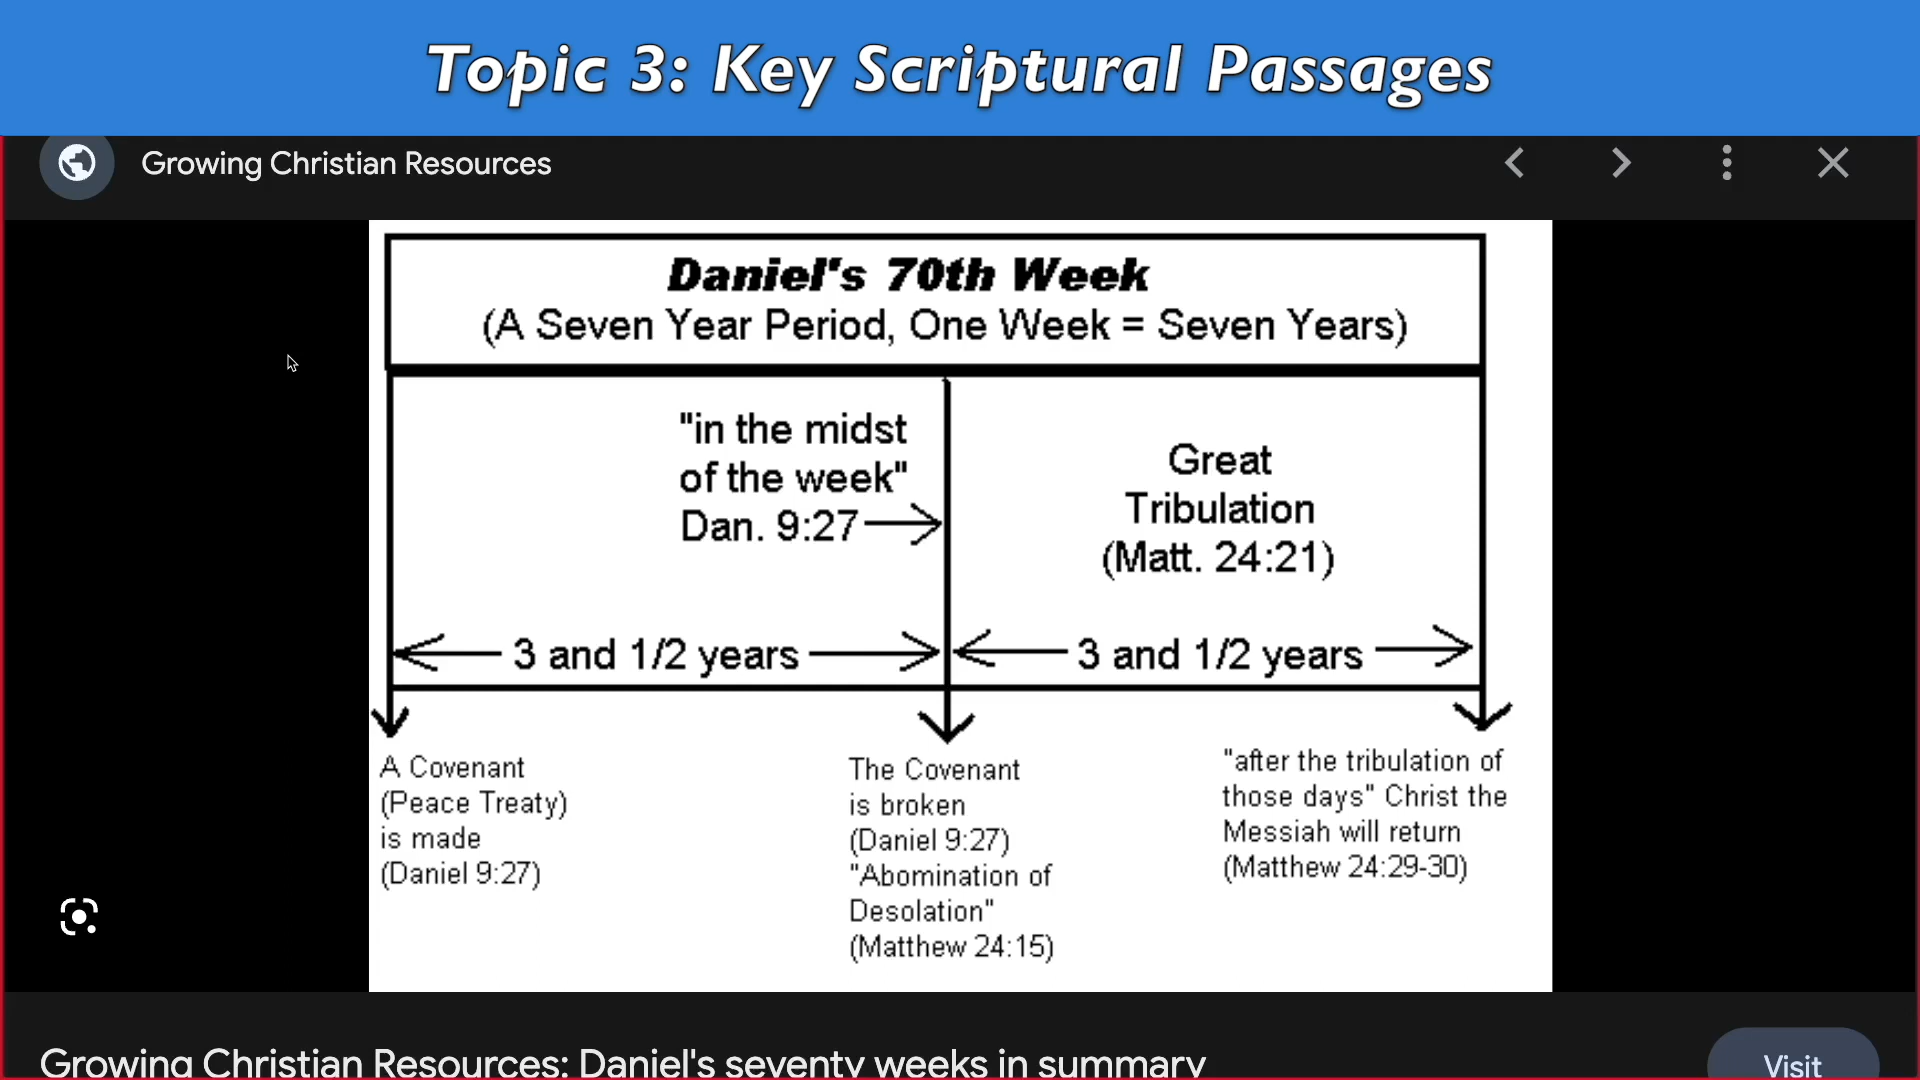 Topic 3: Key Scriptural Passages
Growing Christian Resources
Daniel's 70th Week
(A Seven Year Period, One Week = Seven Years)
"in the midst
of the week"
Dan. 9:27
Great
Tribulation
(Matt. 24:21)
3 and 1/2 years
3 and 1/2 years
A Covenant
(Peace Treaty)
is made
(Daniel 9:27)
The Covenant
is broken
(Daniel 9:27)
"Abomination of
Desolation"
(Matthew 24:15)
"after the tribulation of
those days" Christ the
Messiah will return
(Matthew 24:29-30)
Growing Christian Resources: Daniel's seventy weeks in summary
Visit